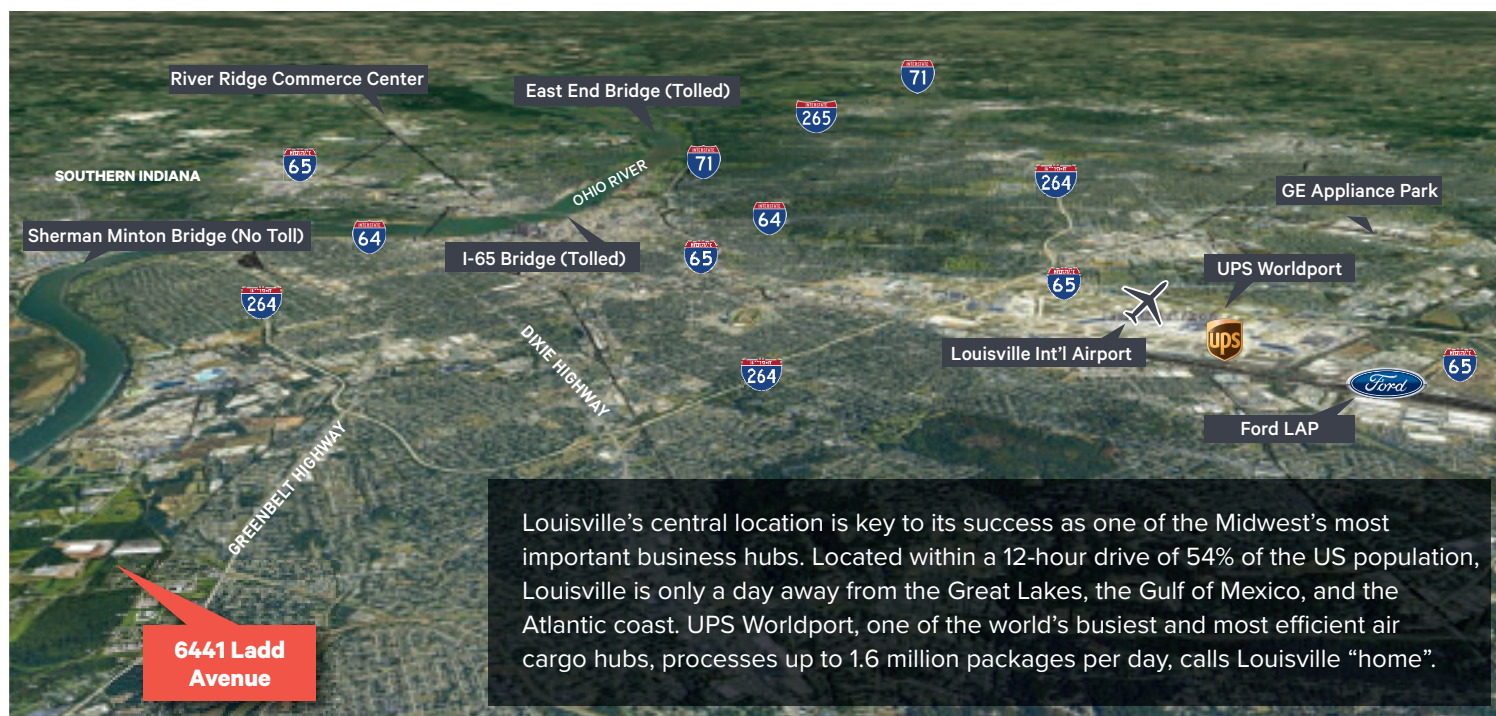 INTERSTATE
71
River Ridge Commerce Center
East End Bridge (Tolled)
INTERSTATE
265
65
INTERSTATE
71
SOUTHERN INDIANA
OHIO RIVER
INTERSTATE
264
GE Appliance Park
Sherman Minton Bridge (No Toll)
INTERSTATE
64
INTERSTATE
64
I-65 Bridge (Tolled)
65
UPS Worldport
264
65
ups
Louisville Int'l Airport
DIXIE HIGHWAY
264
65
Ford
Ford LAP
GREENBELT HIGHWAY
6441 Ladd
Avenue
Louisville’s central location is key to its success as one of the Midwest’s most
important business hubs. Located within a 12-hour drive of 54% of the US population,
Louisville is only a day away from the Great Lakes, the Gulf of Mexico, and the
Atlantic coast. UPS Worldport, one of the world’s busiest and most efficient air
cargo hubs, processes up to 1.6 million packages per day, calls Louisville “home”.